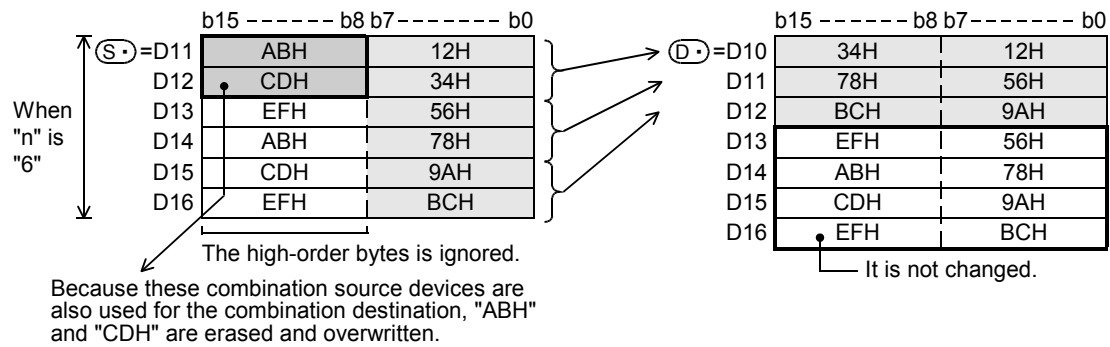 b15 ------ b8 b7------- b0
b15 ------ b8 b7------- b0
(S·)=D11 ABH 12H
D12 CDH 34H
D13 EFH 56H
D14 ABH 78H
D15 CDH 9AH
D16 EFH BCH
When
"n" is
"6"
The high-order bytes is ignored.
Because these combination source devices are
also used for the combination destination, "ABH"
and "CDH" are erased and overwritten.
(D·)=D10 34H 12H
D11 78H 56H
D12 BCH 9AH
D13 EFH 56H
D14 ABH 78H
D15 CDH 9AH
D16 EFH BCH
It is not changed.